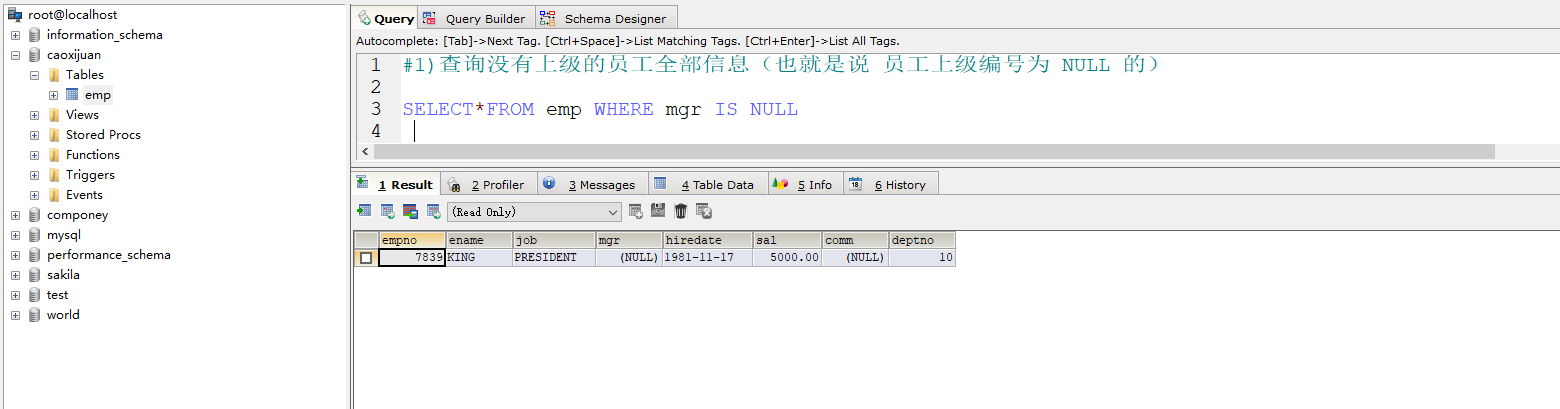 root@localhost
information_schema
caoxijuan
Tables
emp
Views
Stored Procs
Functions
Triggers
Events
componey
mysql
performance_schema
sakila
test
world
Query Query Builder Schema Designer
Autocomplete: [Tab]->Next Tag. [Ctrl+Space]->List Matching Tags. [Ctrl+Enter]->List All Tags.
1 #1)查询没有上级的员工全部信息（也就是说 员工上级编号为 NULL 的）
2
3 SELECT*FROM emp WHERE mgr IS NULL
4
1 Result 2 Profiler 3 Messages 4 Table Data 5 Info 18 6 History
(Read Only)
empno ename job mgr hiredate sal comm deptno
7839 KING PRESIDENT (NULL) 1981-11-17 5000.00 (NULL) 10